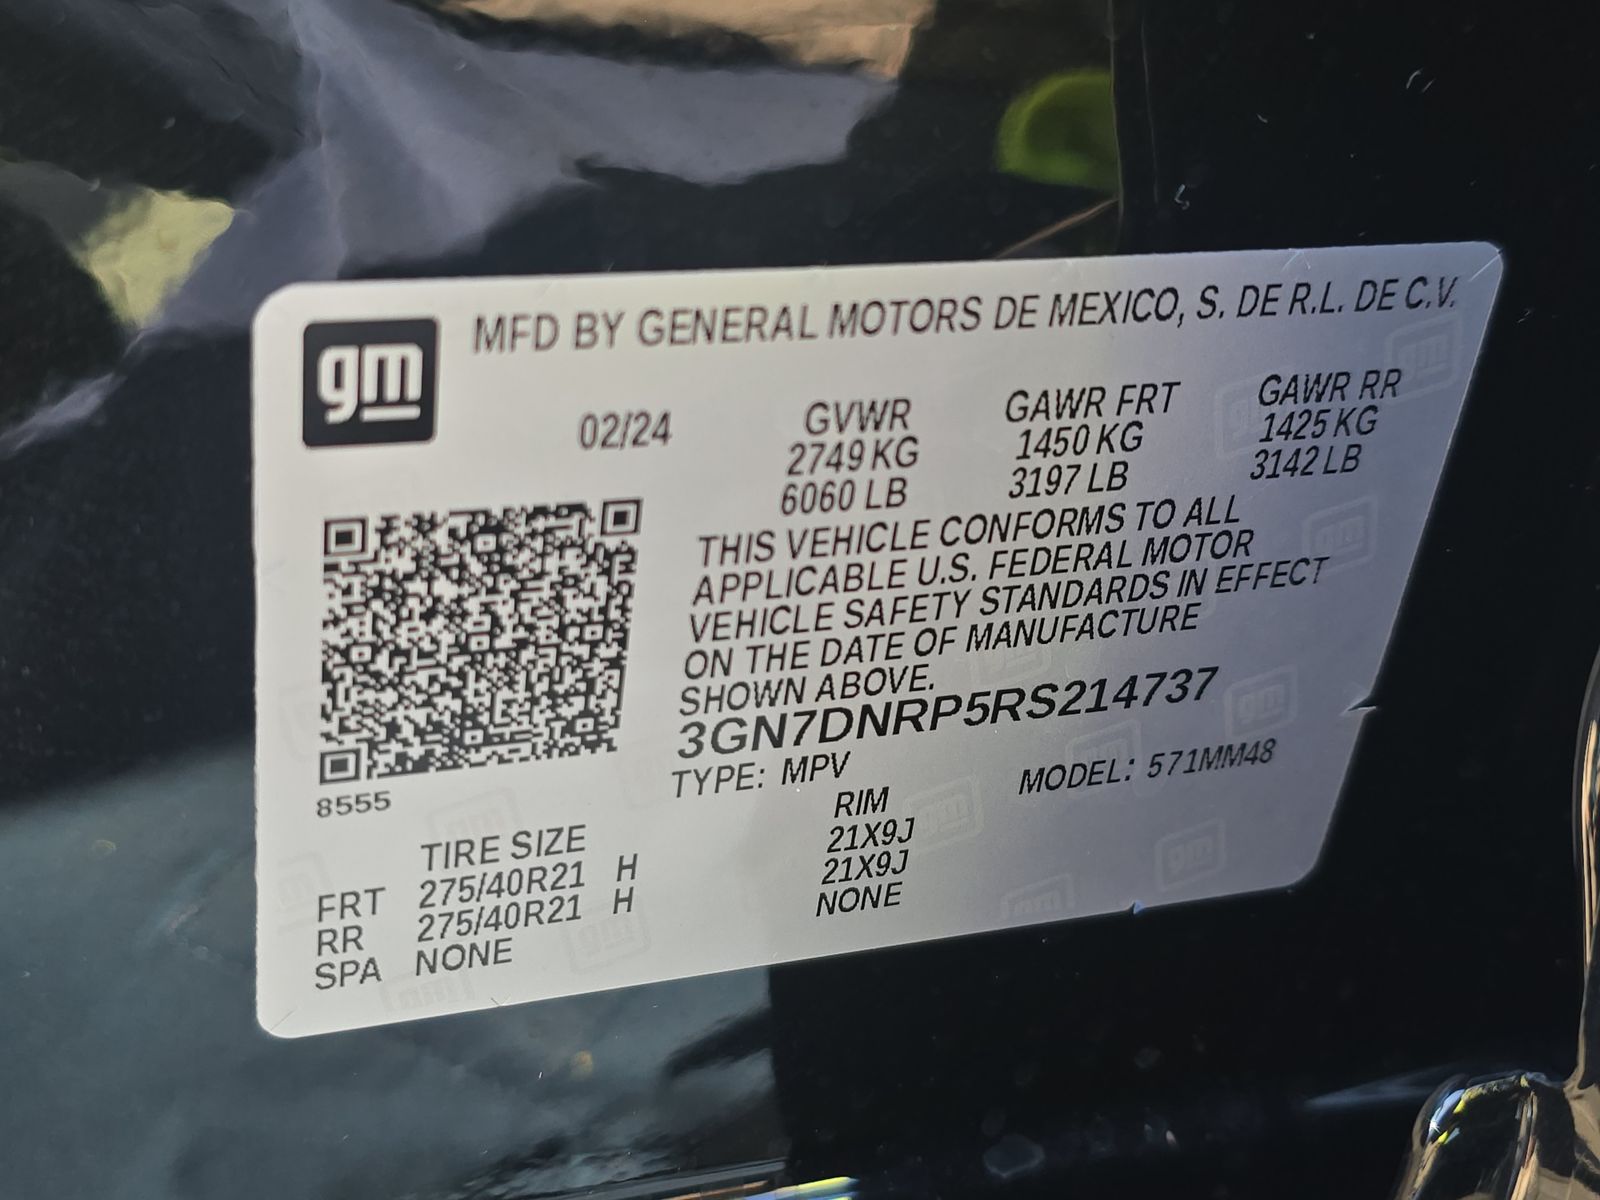 gm
MFD BY GENERAL MOTORS DE MEXICO, S. DE R.L. DE C.V.
02/24 GVWR GAWR FRT GAWR RR
2749 KG 1450 KG 1425 KG
6060 LB 3197 LB 3142 LB
THIS VEHICLE CONFORMS TO ALL
APPLICABLE U.S. FEDERAL MOTOR
VEHICLE SAFETY STANDARDS IN EFFECT
ON THE DATE OF MANUFACTURE
SHOWN ABOVE.
3GN7DNRP5RS214737
TYPE: MPV MODEL: 571MM48
8555
TIRE SIZE RIM
FRT 275/40R21 H 21X9J
RR 275/40R21 H 21X9J
SPA NONE NONE